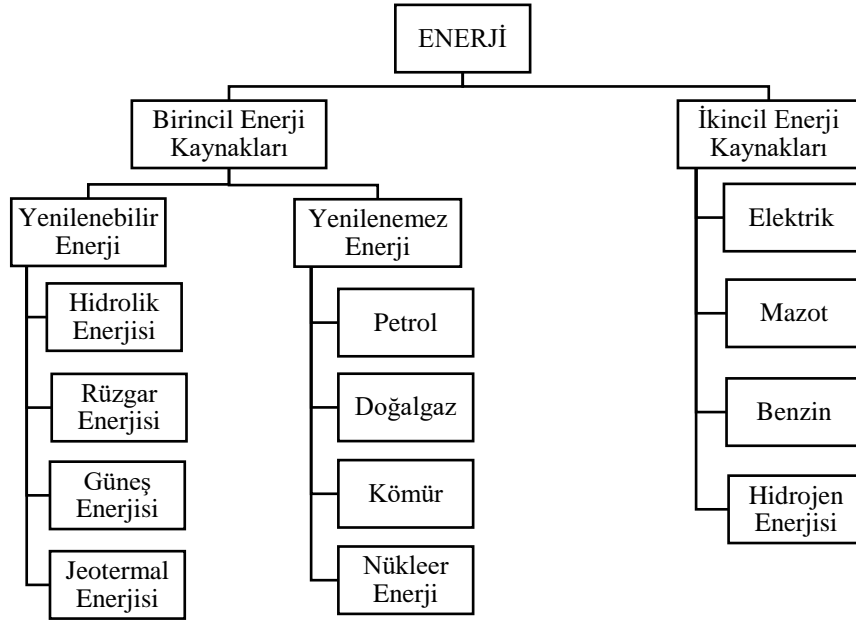 ENERJİ
Birincil Enerji
Kaynakları
İkincil Enerji
Kaynakları
Yenilenebilir
Enerji
Yenilenemez
Enerji
Hidrolik
Enerjisi
Rüzgar
Enerjisi
Güneş
Enerjisi
Jeotermal
Enerjisi
Petrol
Doğalgaz
Kömür
Nükleer
Enerji
Elektrik
Mazot
Benzin
Hidrojen
Enerjisi